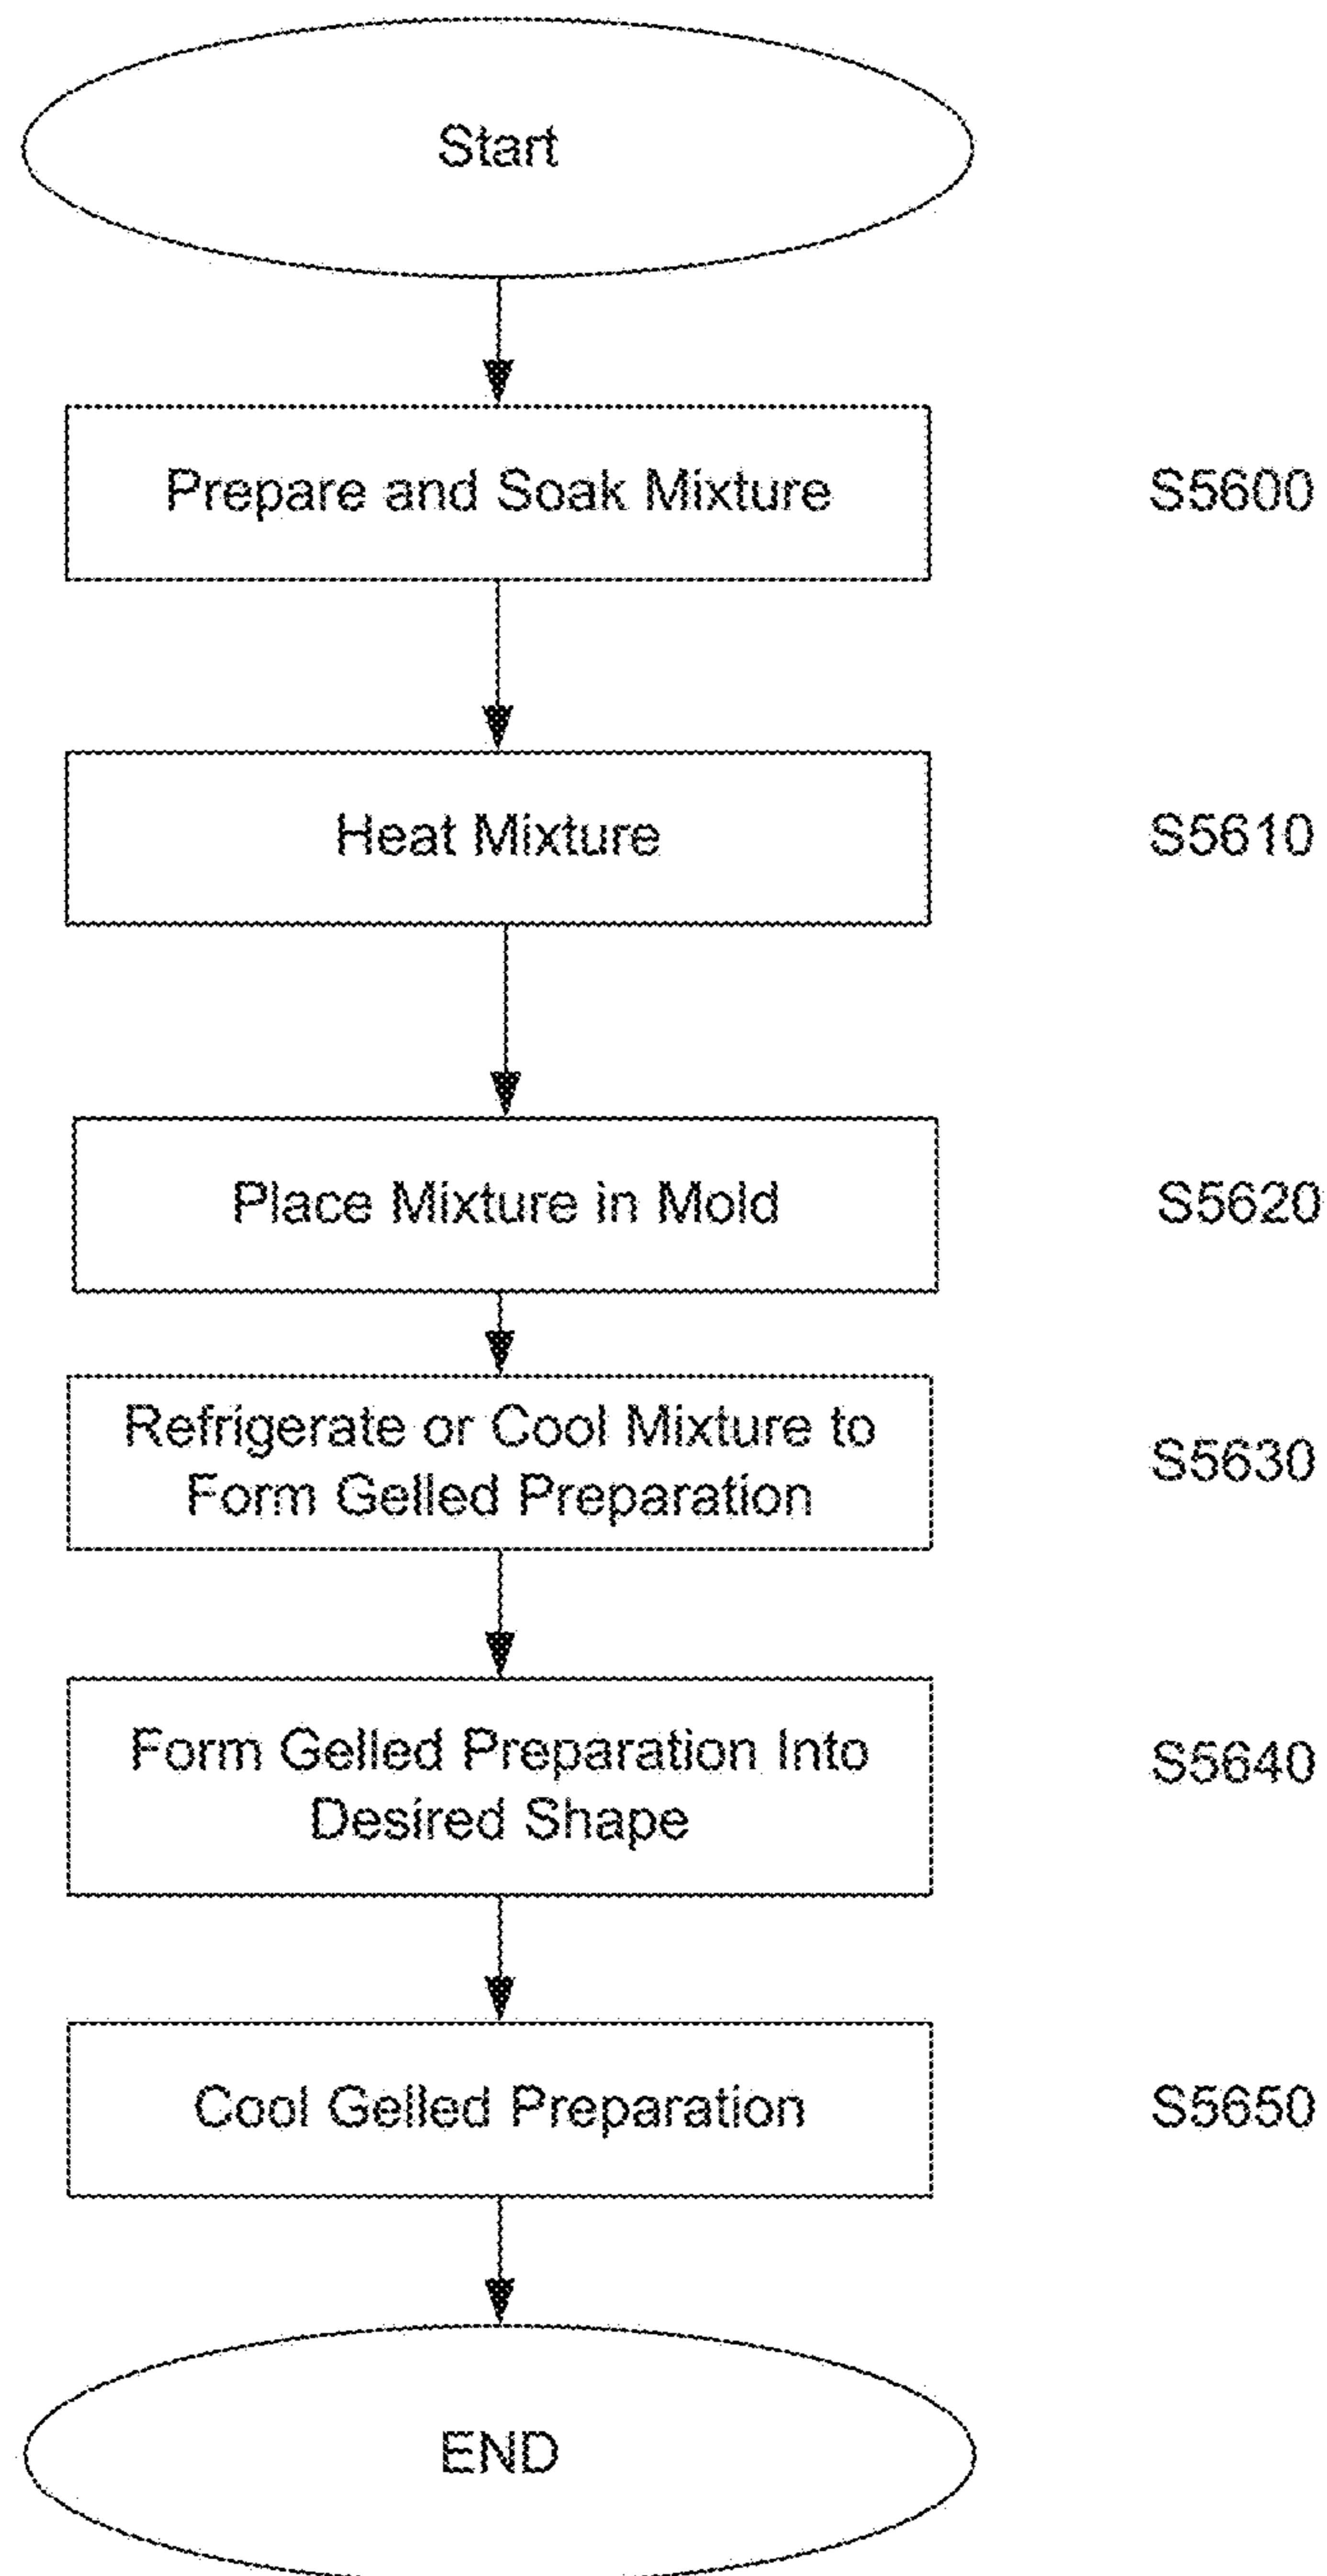 Start
Prepare and Soak Mixture
S5600
Heat Mixture
S5610
Place Mixture in Mold
S5620
Refrigerate or Cool Mixture to
Form Gelled Preparation
S5630
Form Gelled Preparation Into
Desired Shape
S5640
Cool Gelled Preparation
S5650
END